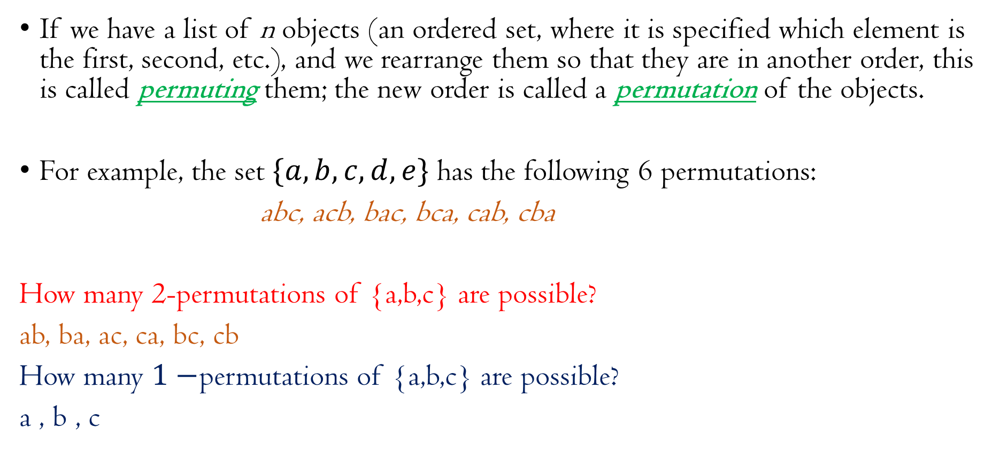 • If we have a list of n objects (an ordered set, where it is specified which element is
the first, second, etc.), and we rearrange them so that they are in another order, this
is called permuting them; the new order is called a permutation of the objects.
• For example, the set {a, b, c, d, e} has the following 6 permutations:
abc, acb, bac, bca, cab, cba
How many 2-permutations of {a,b,c} are possible?
ab, ba, ac, ca, bc, cb
How many 1 −permutations of {a,b,c} are possible?
a , b , c